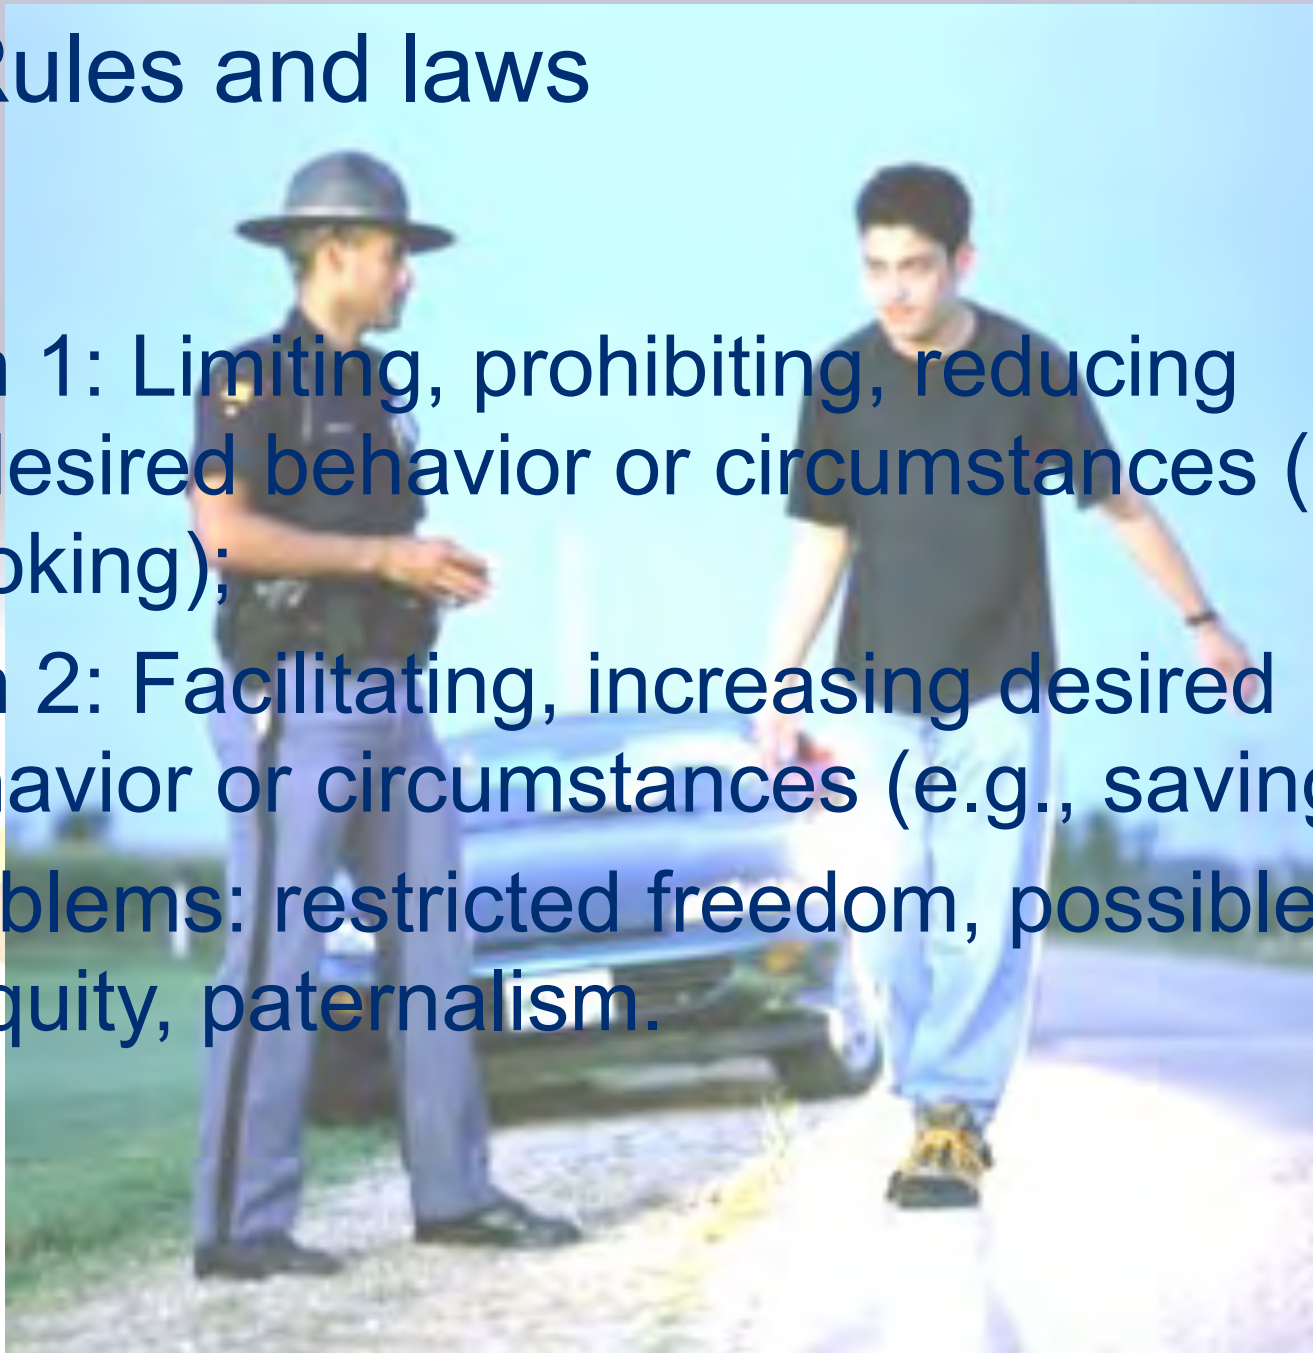 ules and laws
1: Limiting, prohibiting, reducing
desired behavior or circumstances (
oking);
2: Facilitating, increasing desired
avior or circumstances (e.g., saving
blems: restricted freedom, possible
quity, paternalism.